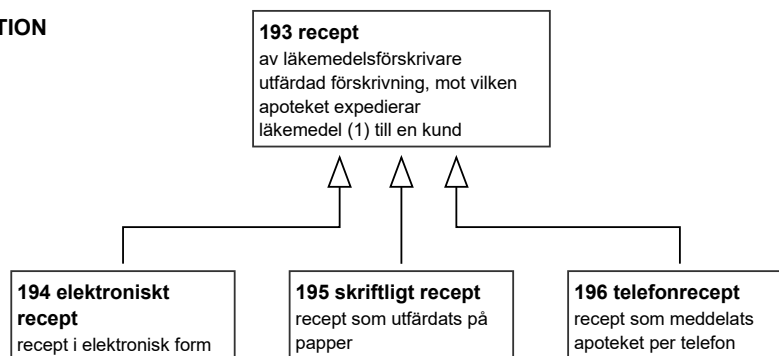 TION
193 recept
av läkemedelsförskrivare
utfärdad förskrivning, mot vilken
apoteket expedierar
läkemedel (1) till en kund
194 elektroniskt
recept
recept i elektronisk form
195 skriftligt recept
recept som utfärdats på
papper
196 telefonrecept
recept som meddelats
apoteket per telefon